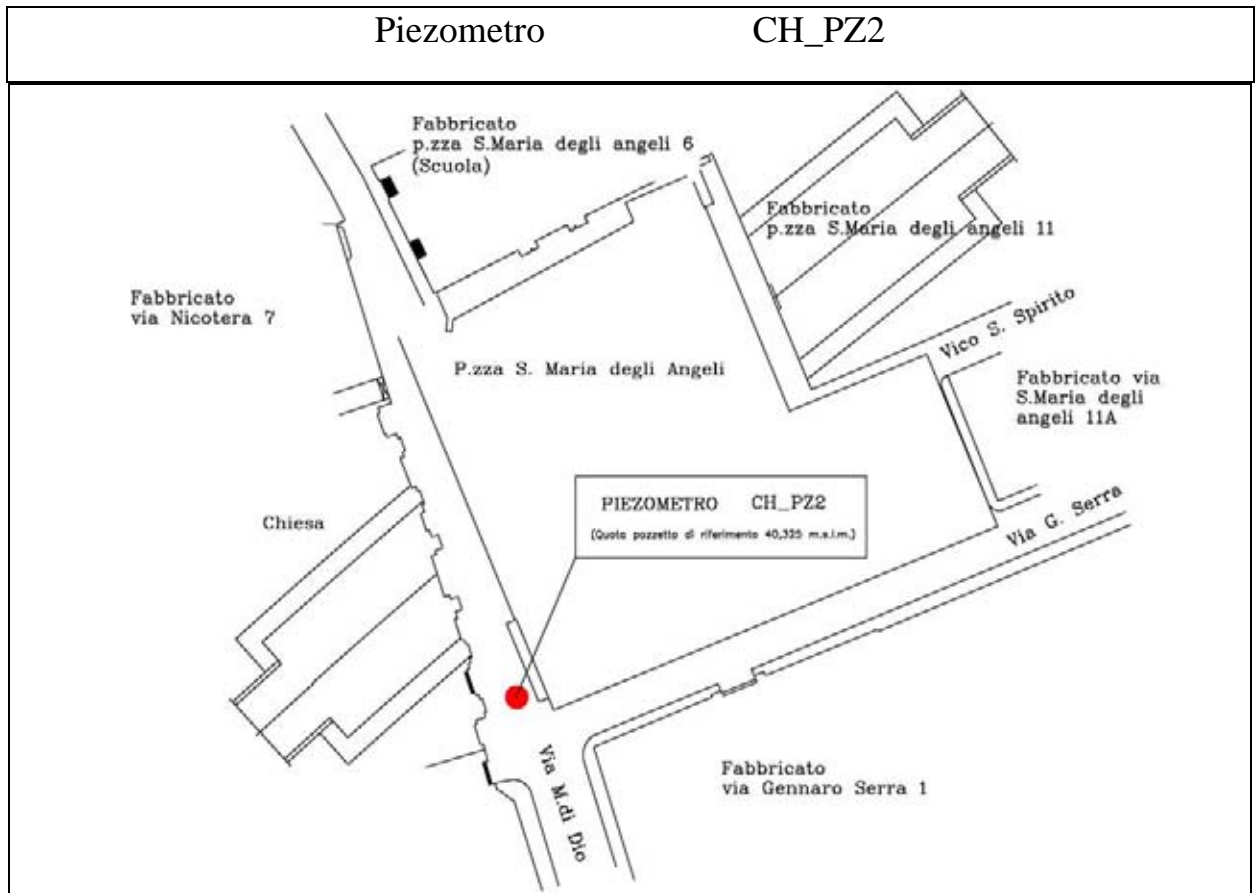 Piezometro CH_PZ2
Fabbricato
p.zza S.Maria degli angeli 6
(Scuola)
Fabbricato
p.zza S.Maria degli angeli 11
Fabbricato
via Nicotera 7
Vico S. Spirito
P.zza S. Maria degli Angeli
Fabbricato via
S.Maria degli
angeli 11A
PIEZOMETRO CH_PZ2
(Quota pozzetto di riferimento 40,325 m.s.l.m.)
Chiesa
Via G. Serra
Via M.di Dio
Fabbricato
via Gennaro Serra 1